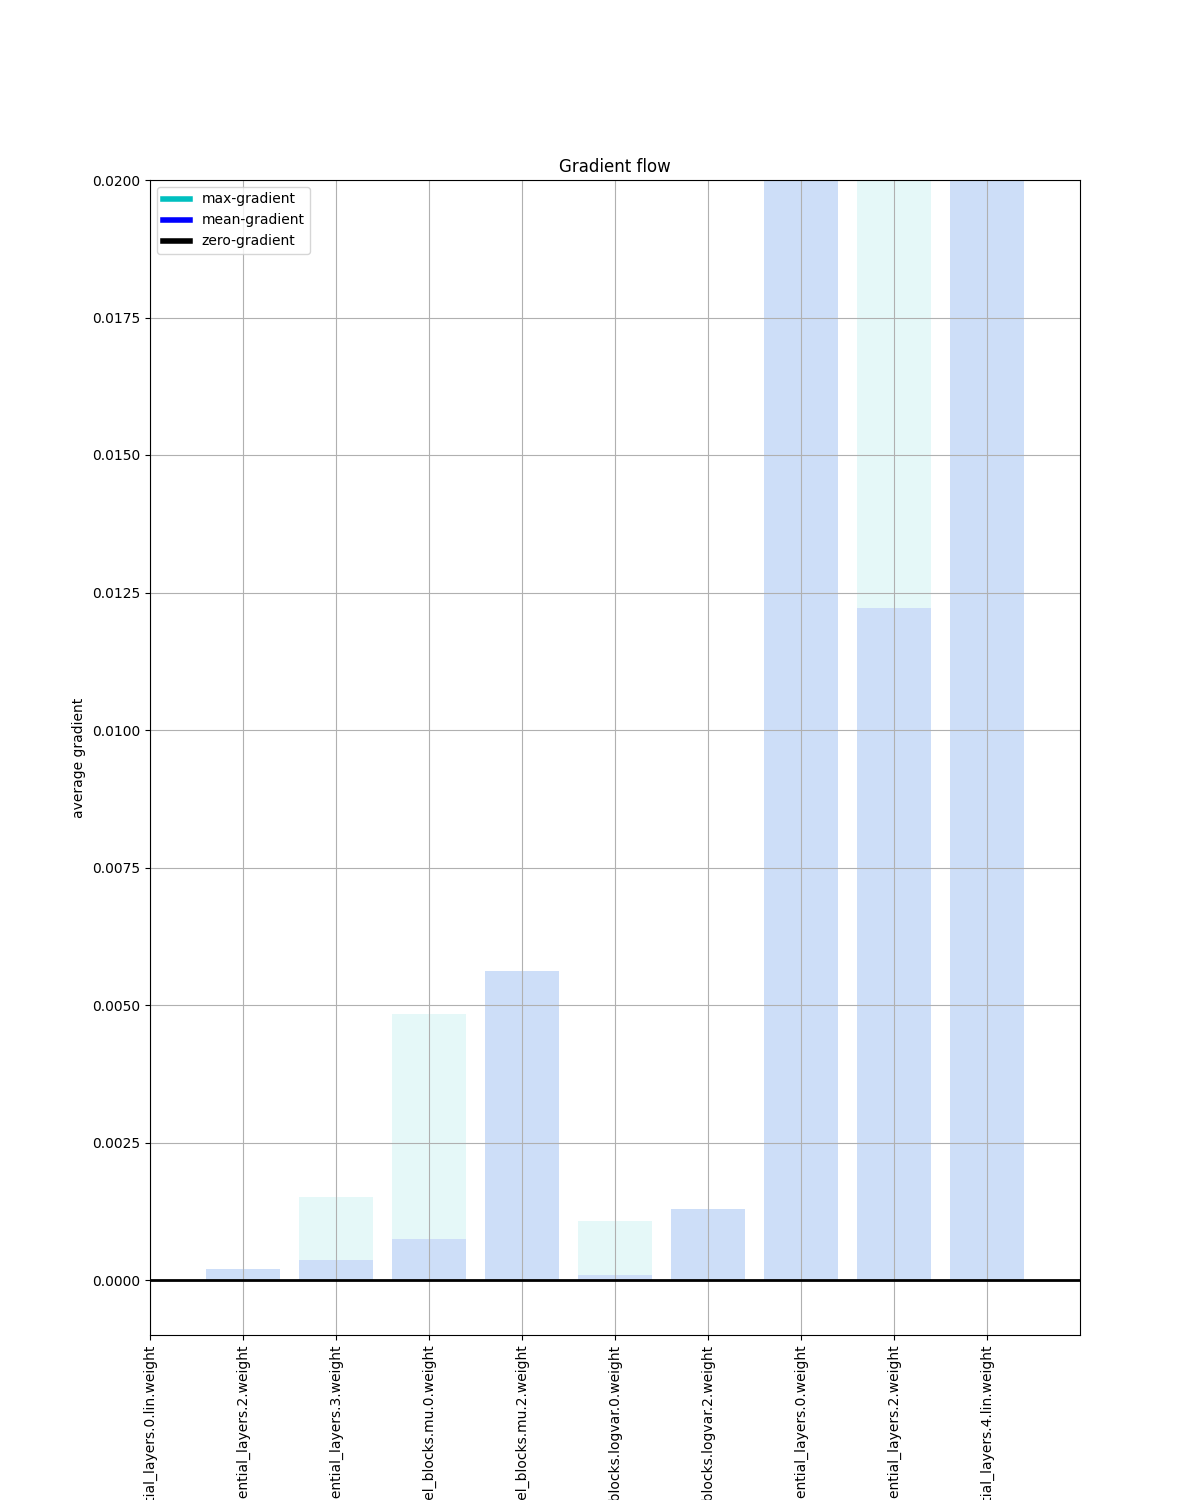 Gradient flow
max-gradient
mean-gradient
zero-gradient
0.0200
0.0175
0.0150
0.0125
0.0100
0.0075
0.0050
0.0025
0.0000
average gradient
tial_layers.0.lin.weight
ential_layers.2.weight
ential_layers.3.weight
el_blocks.mu.0.weight
el_blocks.mu.2.weight
blocks.logvar.0.weight
blocks.logvar.2.weight
ential_layers.0.weight
ential_layers.2.weight
tial_layers.4.lin.weight